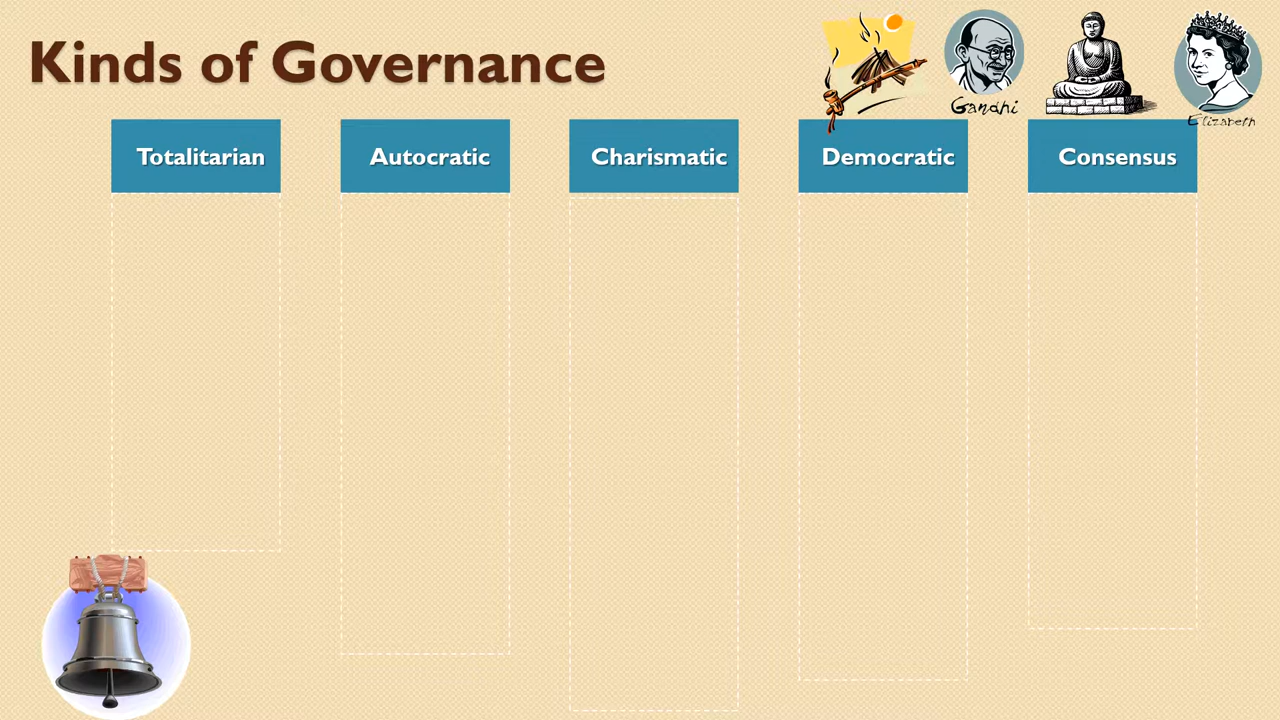 Kinds of Governance
Gandhi
Elizabeth
Totalitarian
Autocratic
Charismatic
Democratic
Consensus